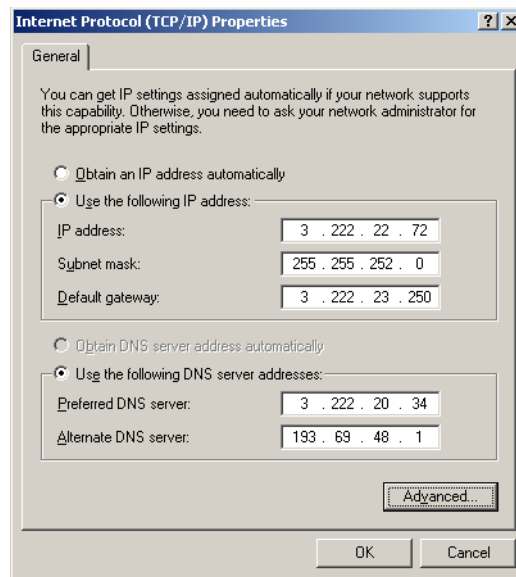 Internet Protocol (TCP/IP) Properties
General
You can get IP settings assigned automatically if your network supports
this capability. Otherwise, you need to ask your network administrator for
the appropriate IP settings.
Obtain an IP address automatically
Use the following IP address:
IP address: 3 . 222 . 22 . 72
Subnet mask: 255 . 255 . 252 . 0
Default gateway: 3 . 222 . 23 . 250
Obtain DNS server address automatically
Use the following DNS server addresses:
Preferred DNS server: 3 . 222 . 20 . 34
Alternate DNS server: 193 . 69 . 48 . 1
Advanced...
OK Cancel